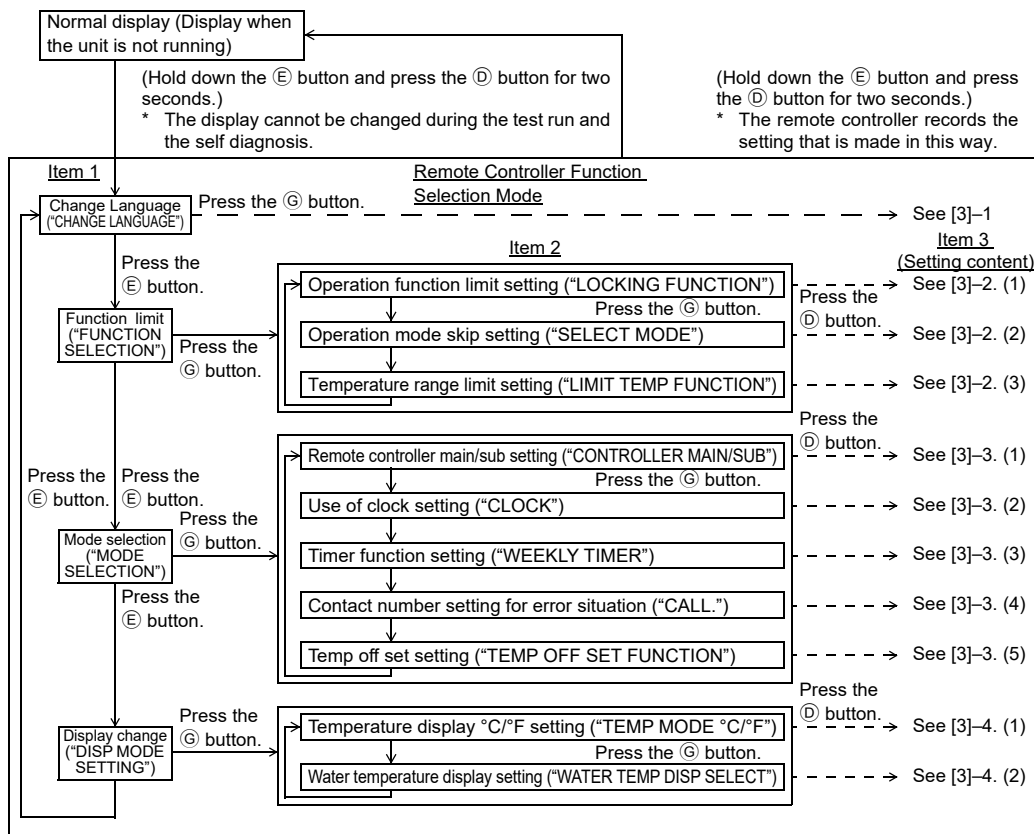 Normal display (Display when
the unit is not running)
(Hold down the Ⓔ button and press the Ⓓ button for two
seconds.)
* The display cannot be changed during the test run and
the self diagnosis.
(Hold down the Ⓔ button and press
the Ⓓ button for two seconds.)
* The remote controller records the
setting that is made in this way.
Item 1
Remote Controller Function
Selection Mode
Change Language
(“CHANGE LANGUAGE”)
Press the Ⓖ button.
See [3]–1
Item 2
Item 3
(Setting content)
Press the
Ⓔ button.
Function limit
(“FUNCTION
SELECTION”)
Press the
Ⓖ button.
Operation function limit setting (“LOCKING FUNCTION”)
Press the Ⓖ button.
Operation mode skip setting (“SELECT MODE”)
Temperature range limit setting (“LIMIT TEMP FUNCTION”)
Press the
Ⓓ button.
See [3]–2. (1)
See [3]–2. (2)
See [3]–2. (3)
Press the
Ⓔ button.
Press the
Ⓔ button.
Mode selection
(“MODE
SELECTION”)
Press the
Ⓖ button.
Remote controller main/sub setting (“CONTROLLER MAIN/SUB”)
Press the Ⓖ button.
Use of clock setting (“CLOCK”)
Timer function setting (“WEEKLY TIMER”)
Contact number setting for error situation (“CALL.”)
Temp off set setting (“TEMP OFF SET FUNCTION”)
Press the
Ⓓ button.
See [3]–3. (1)
See [3]–3. (2)
See [3]–3. (3)
See [3]–3. (4)
See [3]–3. (5)
Press the
Ⓔ button.
Display change
(“DISP MODE
SETTING”)
Press the
Ⓖ button.
Temperature display °C/°F setting (“TEMP MODE °C/°F”)
Press the Ⓖ button.
Water temperature display setting (“WATER TEMP DISP SELECT”)
Press the
Ⓓ button.
See [3]–4. (1)
See [3]–4. (2)